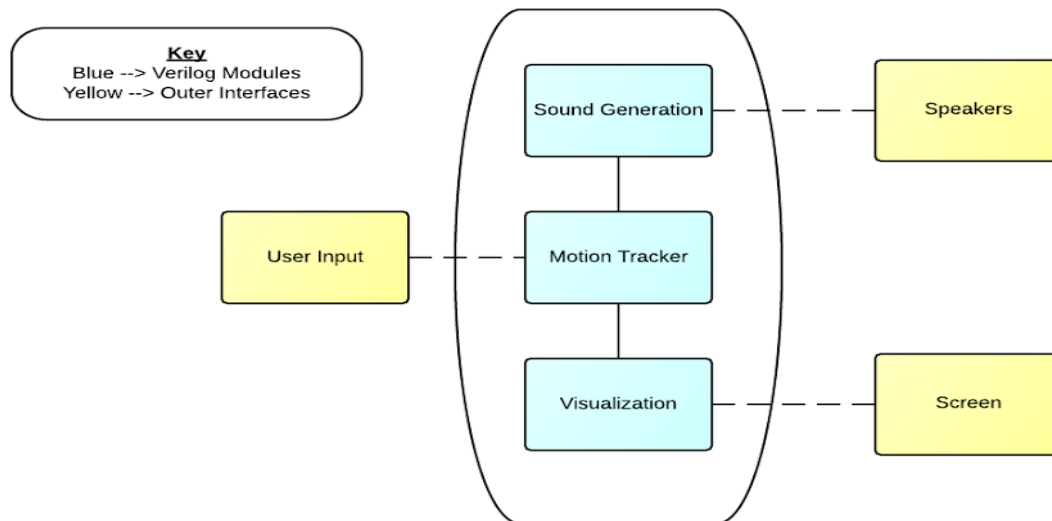 Key
Blue --> Verilog Modules
Yellow --> Outer Interfaces
Sound Generation
Speakers
User Input
Motion Tracker
Visualization
Screen